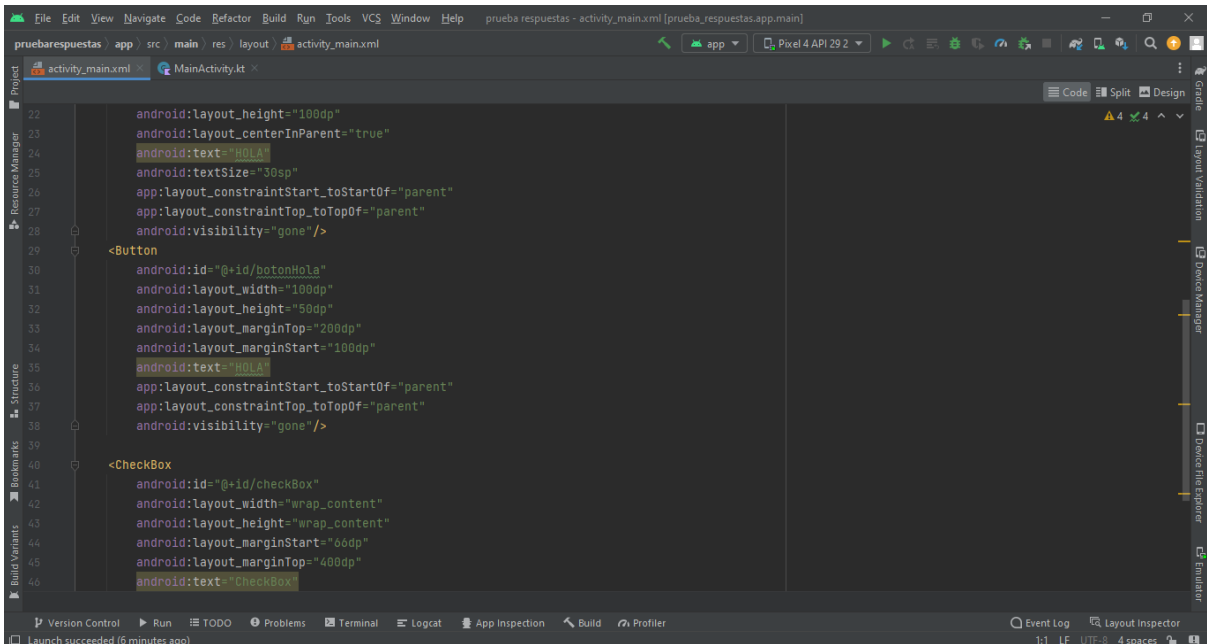 File Edit View Navigate Code Refactor Build Run Tools VCS Window Help prueba respuestas - activity_main.xml [prueba_respuestas.app.main]
pruebarespuestas app src main res layout activity_main.xml app Pixel 4 API 29 2
activity_main.xml MainActivity.kt
Code Split Design
22 android:layout_height="100dp" 4 4
23 android:layout_centerInParent="true"
24 android:text="HOLA"
25 android:textSize="30sp"
26 app:layout_constraintStart_toStartOf="parent"
27 app:layout_constraintTop_toTopOf="parent"
28 android:visibility="gone"/>
29 <Button
30 android:id="@+id/botonHola"
31 android:layout_width="100dp"
32 android:layout_height="50dp"
33 android:layout_marginTop="200dp"
34 android:layout_marginStart="100dp"
35 android:text="HOLA"
36 app:layout_constraintStart_toStartOf="parent"
37 app:layout_constraintTop_toTopOf="parent"
38 android:visibility="gone"/>
39
40 <CheckBox
41 android:id="@+id/checkBox"
42 android:layout_width="wrap_content"
43 android:layout_height="wrap_content"
44 android:layout_marginStart="66dp"
45 android:layout_marginTop="400dp"
46 android:text="CheckBox"
Project
Resource Manager
Structure
Bookmarks
Build Variants
Gradle
Layout Validation
Device Manager
Device File Explorer
Emulator
Version Control Run TODO Problems Terminal Logcat App Inspection Build Profiler Event Log Layout Inspector
Launch succeeded (6 minutes ago) 1:1 LF UTF-8 4 spaces